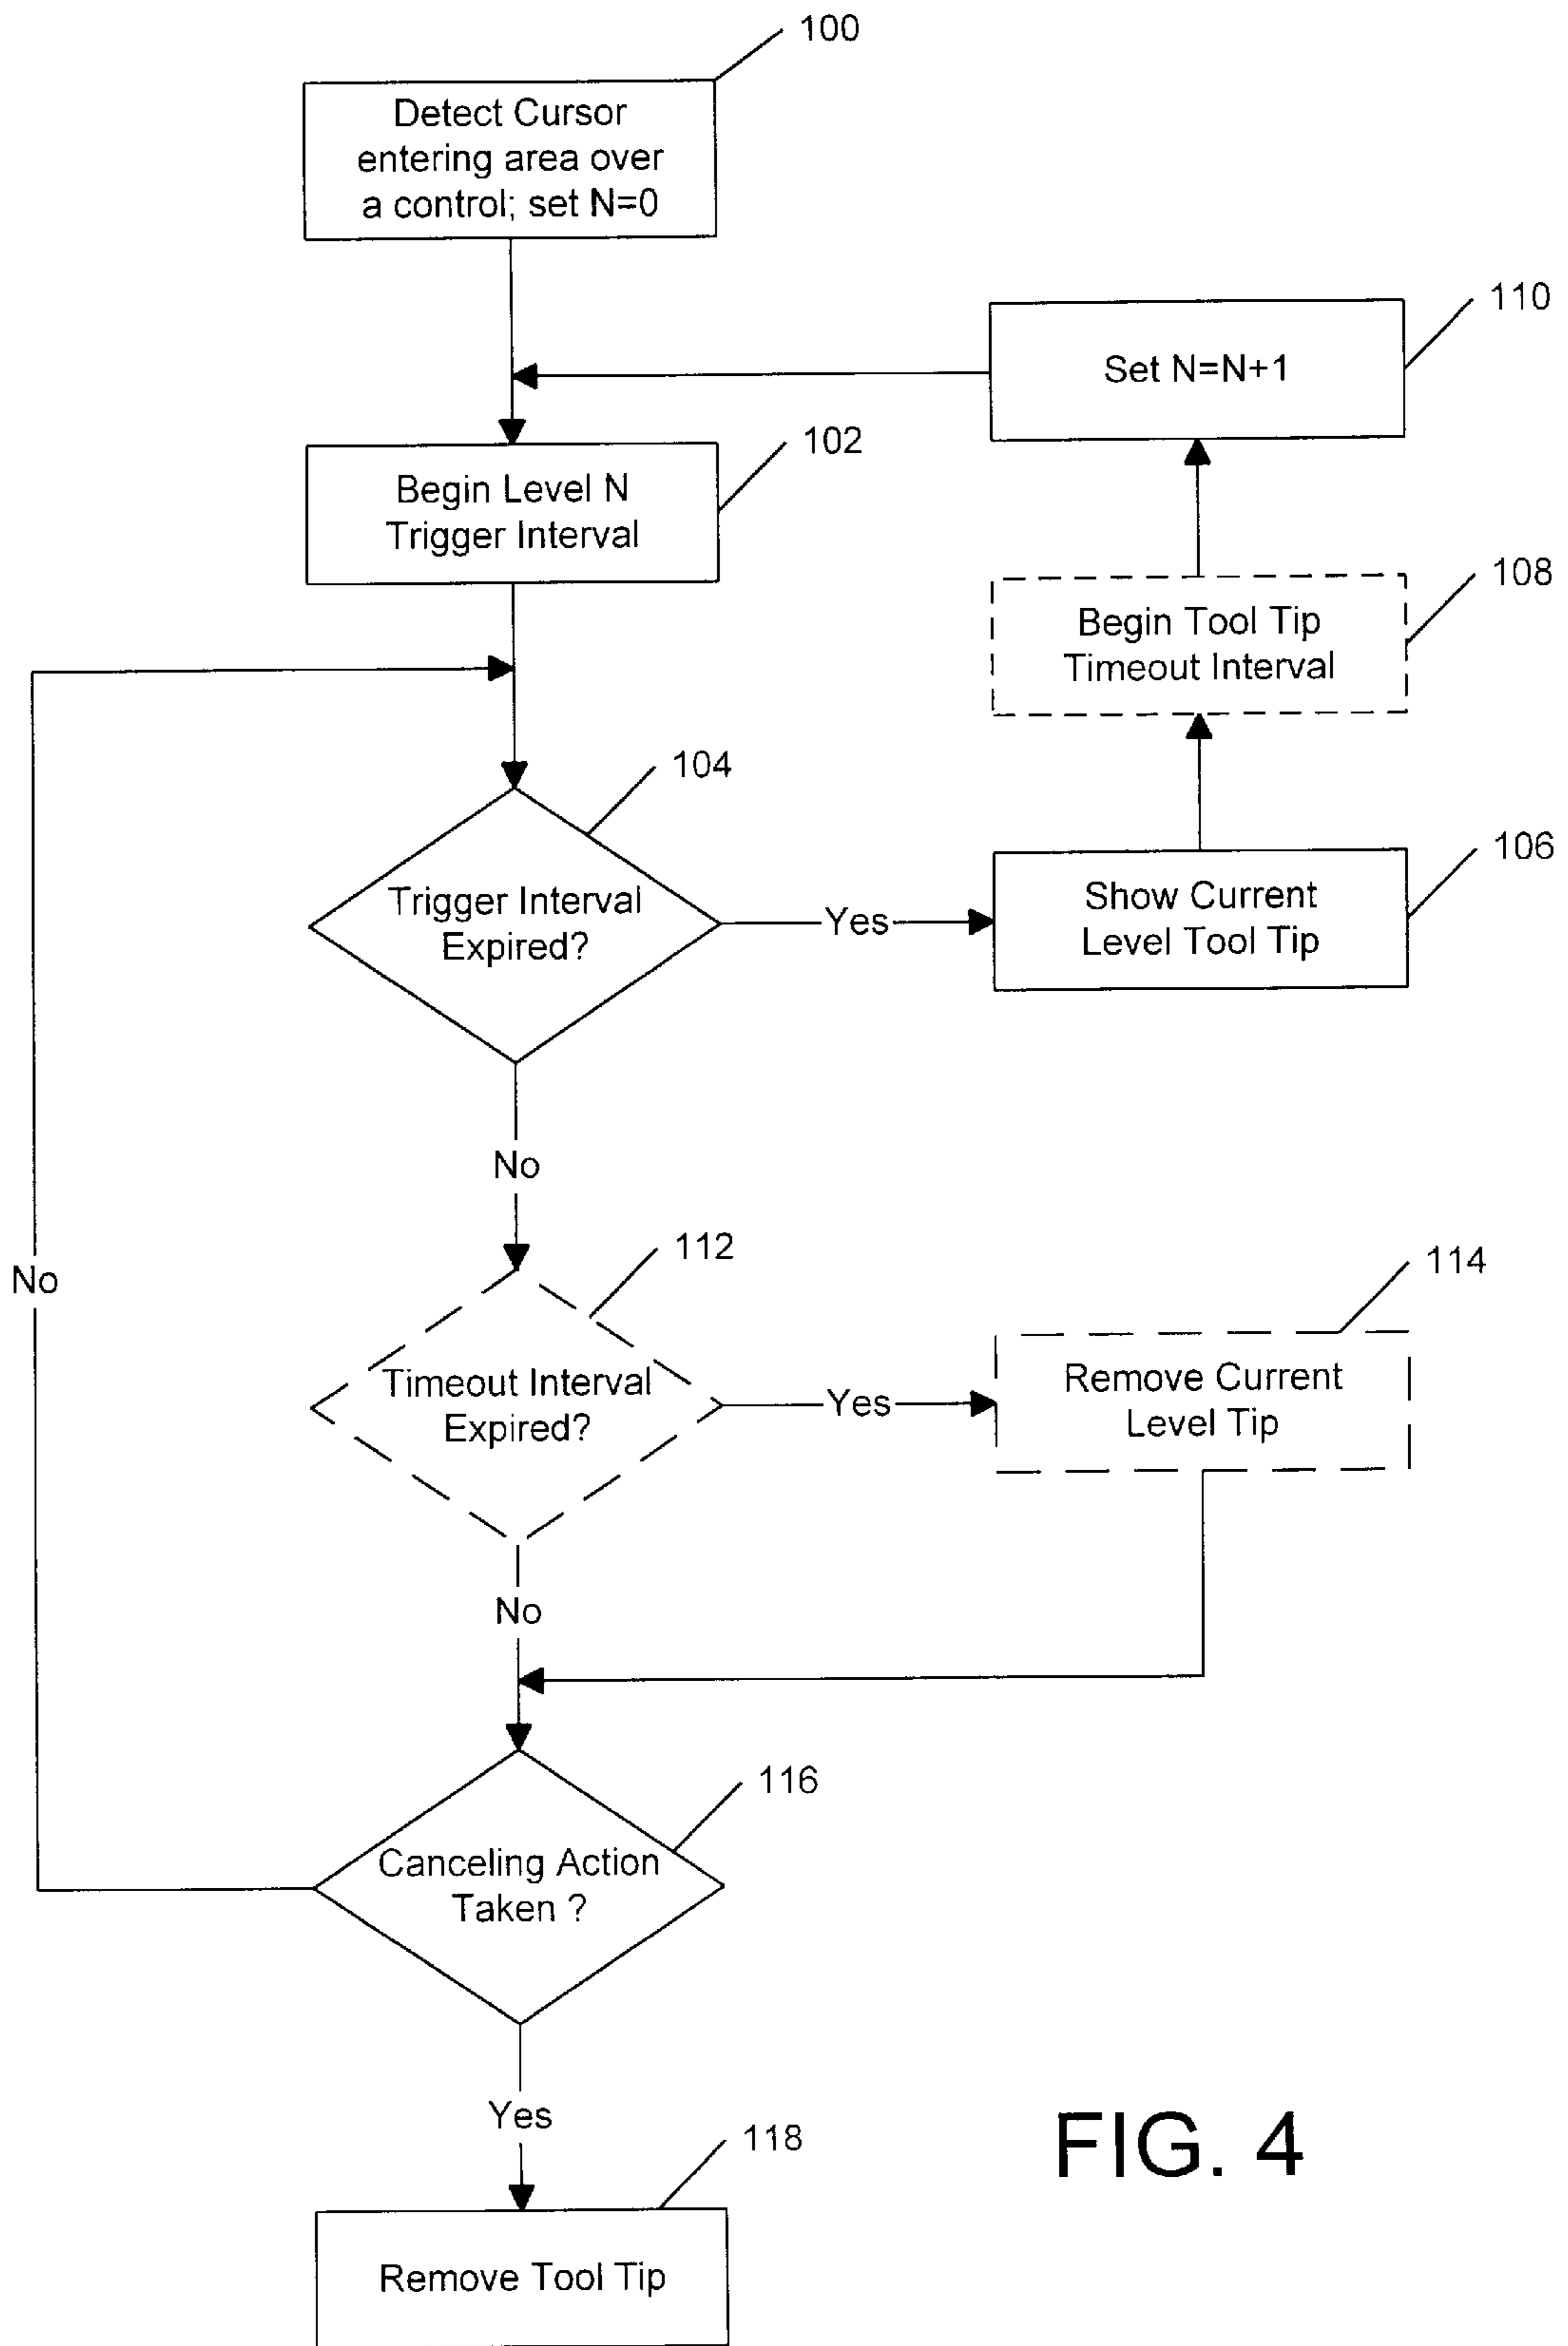 100
Detect Cursor
entering area over
a control; set N=0
110
Set N=N+1
102
Begin Level N
Trigger Interval
108
Begin Tool Tip
Timeout Interval
104
Trigger Interval
Expired?
Yes
106
Show Current
Level Tool Tip
No
112
Timeout Interval
Expired?
Yes
114
Remove Current
Level Tip
No
No
116
Canceling Action
Taken ?
Yes
118
Remove Tool Tip
FIG. 4